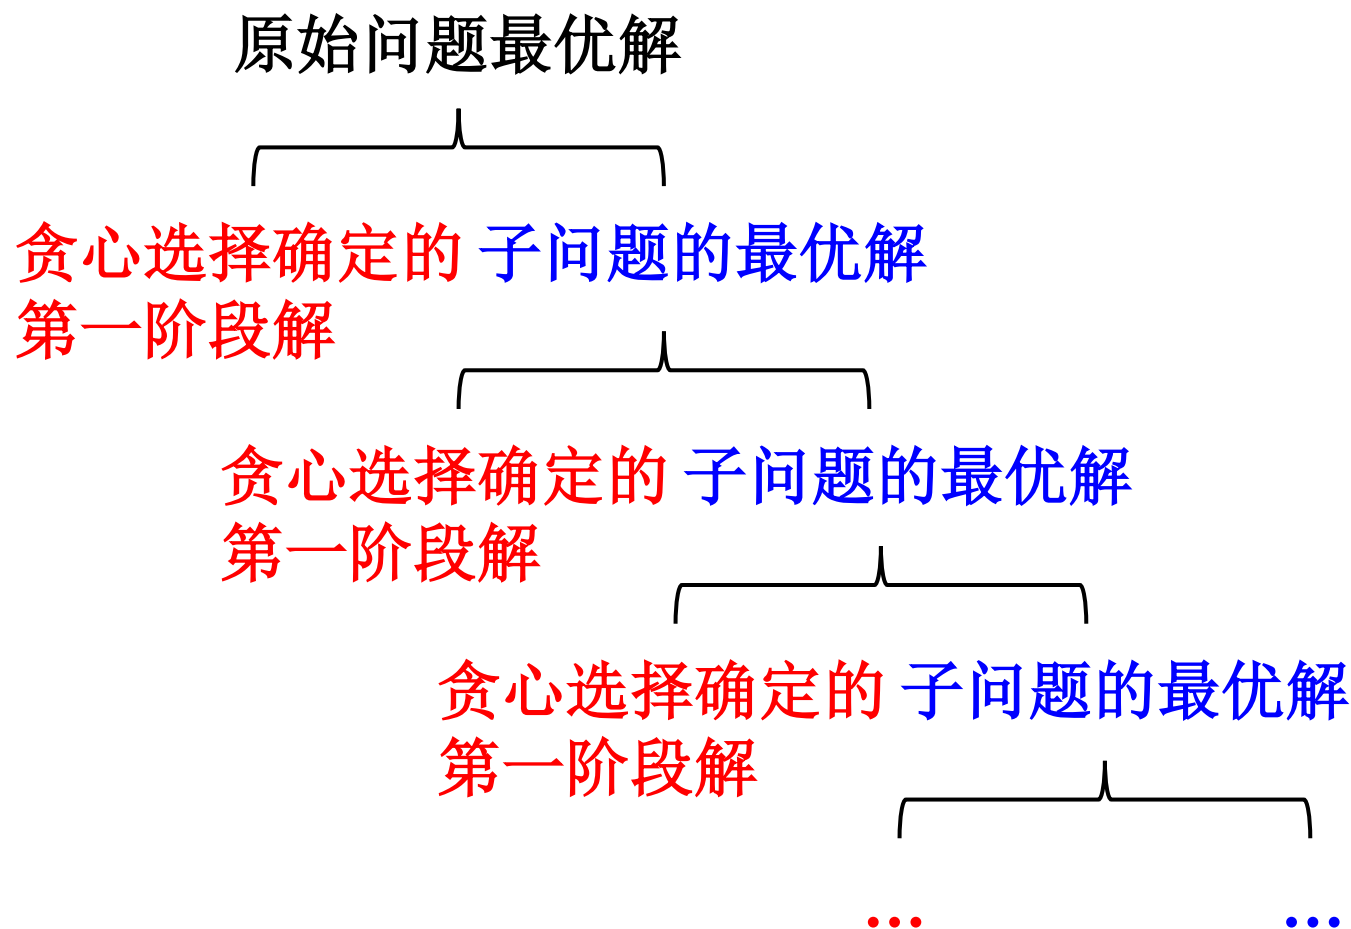 原始问题最优解
贪心选择确定的 子问题的最优解
第一阶段解
贪心选择确定的 子问题的最优解
第一阶段解
贪心选择确定的 子问题的最优解
第一阶段解
… …